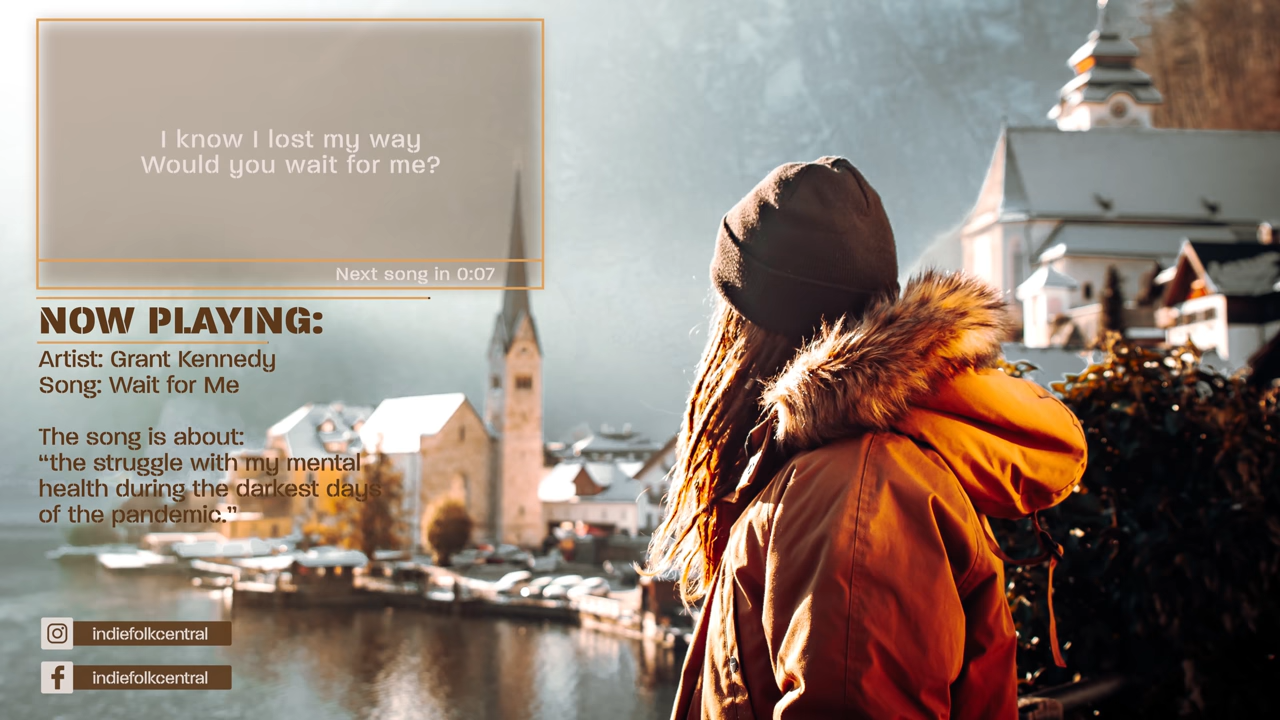 I know I lost my way
Would you wait for me?
Next song in 0:07
NOW PLAYING:
Artist: Grant Kennedy
Song: Wait for Me
The song is about:
“the struggle with my mental
health during the darkest days
of the pandemic.”
indiefolkcentral
indiefolkcentral